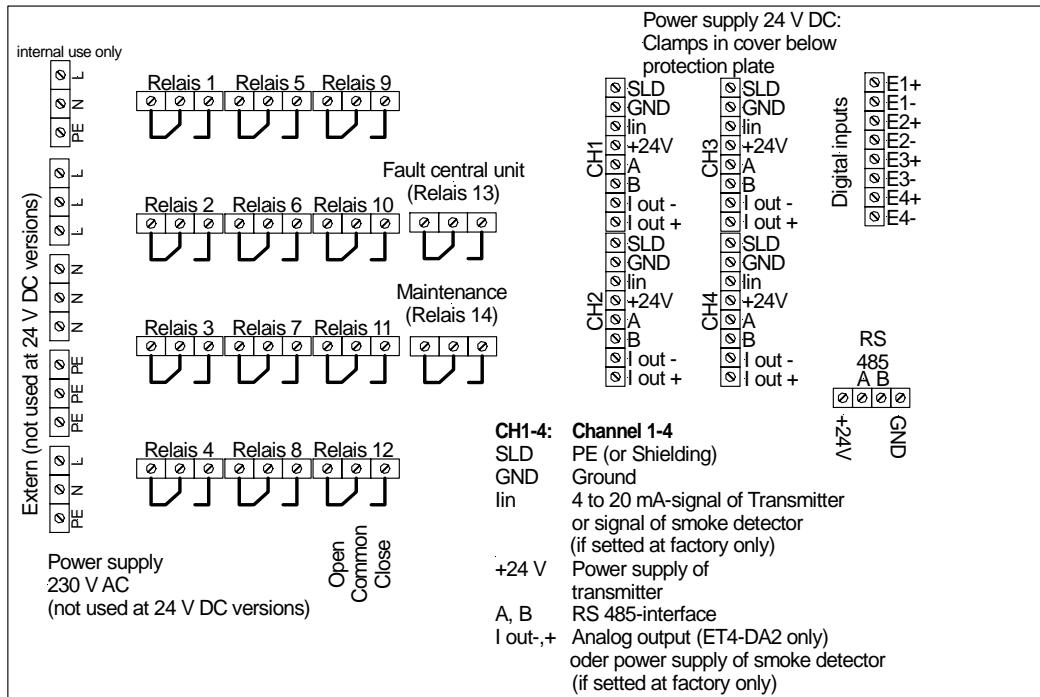 Power supply 24 V DC:
Clamps in cover below
protection plate
internal use only
L
N
PE
L
L
L
N
N
N
PE
PE
PE
L
N
PE
Extern (not used at 24 V DC versions)
Relais 1 Relais 5 Relais 9
Fault central unit
(Relais 13)
Relais 2 Relais 6 Relais 10
Maintenance
(Relais 14)
Relais 3 Relais 7 Relais 11
Relais 4 Relais 8 Relais 12
Open
Common
Close
Power supply
230 V AC
(not used at 24 V DC versions)
CH1
SLD
GND
Iin
+24V
A
B
I out -
I out +
CH2
SLD
GND
Iin
+24V
A
B
I out -
I out +
CH3
SLD
GND
Iin
+24V
A
B
I out -
I out +
CH4
SLD
GND
Iin
+24V
A
B
I out -
I out +
Digital inputs
E1+
E1-
E2+
E2-
E3+
E3-
E4+
E4-
RS
485
A B
+24V
GND
CH1-4: Channel 1-4
SLD PE (or Shielding)
GND Ground
Iin 4 to 20 mA-signal of Transmitter
or signal of smoke detector
(if setted at factory only)
+24 V Power supply of
transmitter
A, B RS 485-interface
I out-,+ Analog output (ET4-DA2 only)
oder power supply of smoke detector
(if setted at factory only)